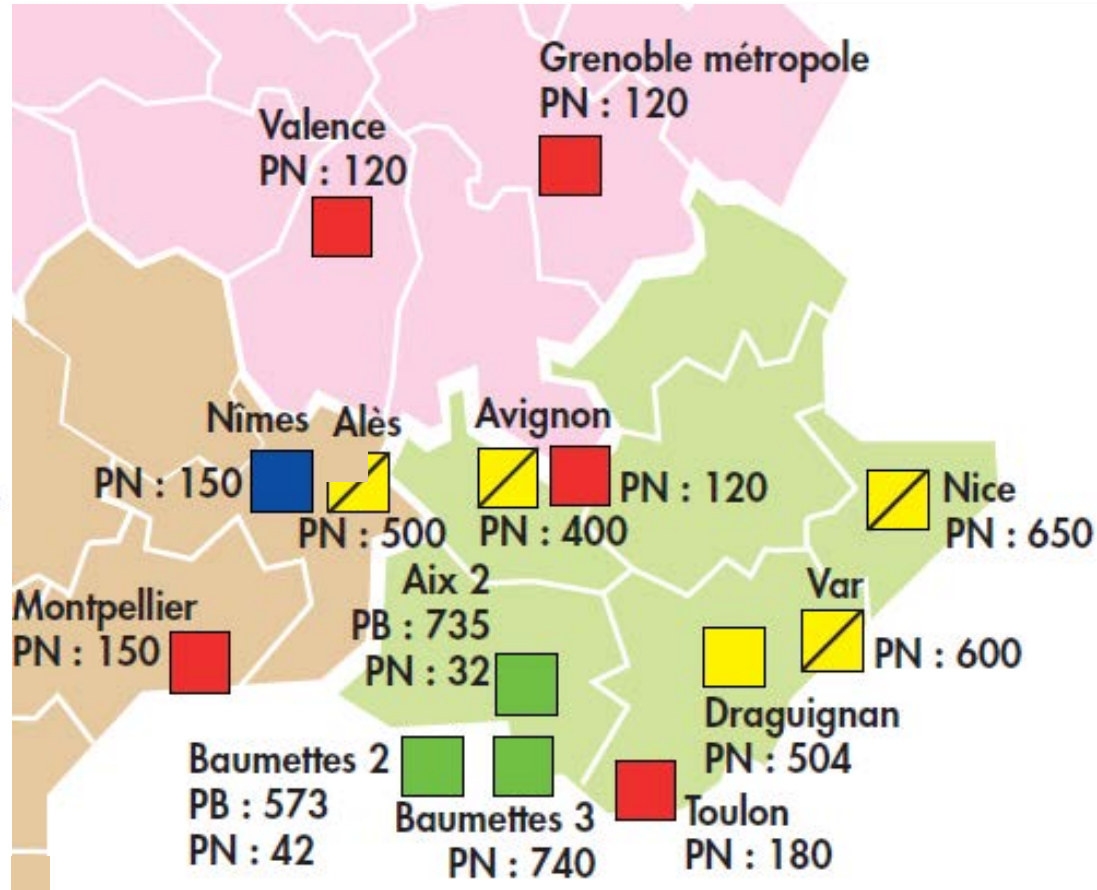 Grenoble métropole
PN : 120
Valence
PN : 120
Nîmes
PN : 150
Alès
PN : 500
Avignon
PN : 400
PN : 120
Nice
PN : 650
Aix 2
PB : 735
PN : 32
Var
PN : 600
Montpellier
PN : 150
Draguignan
PN : 504
Baumettes 2
PB : 573
PN : 42
Baumettes 3
PN : 740
Toulon
PN : 180